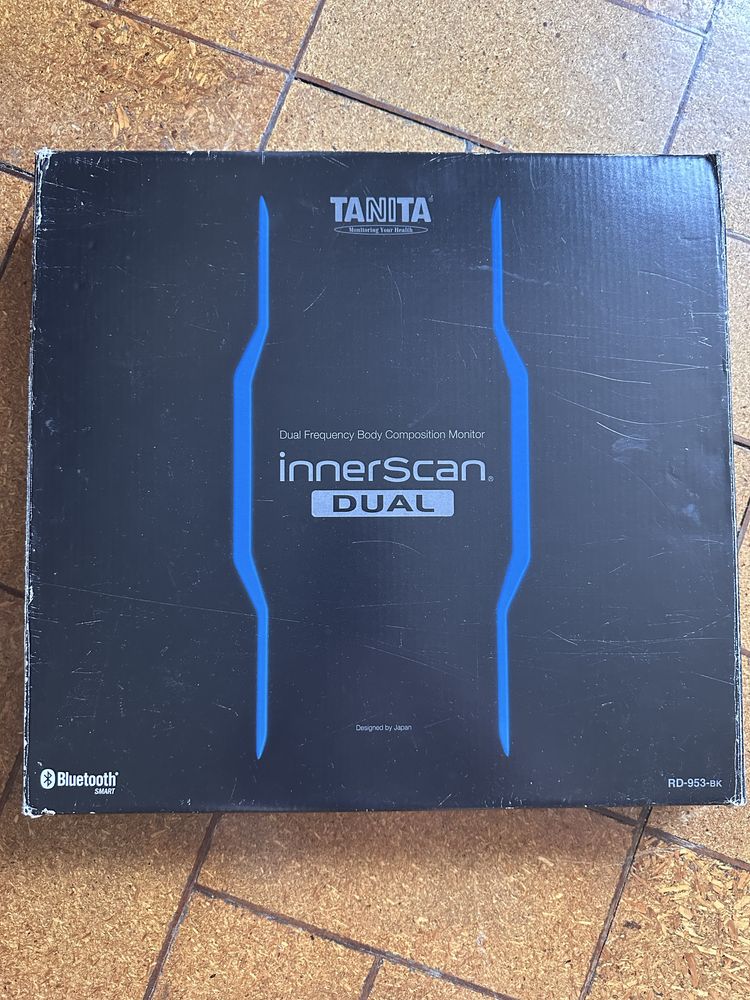 TANITA
Monitoring Your Health
Dual Frequency Body Composition Monitor
innerScan®
DUAL
Designed by Japan
Bluetooth®
SMART
RD-953-BK